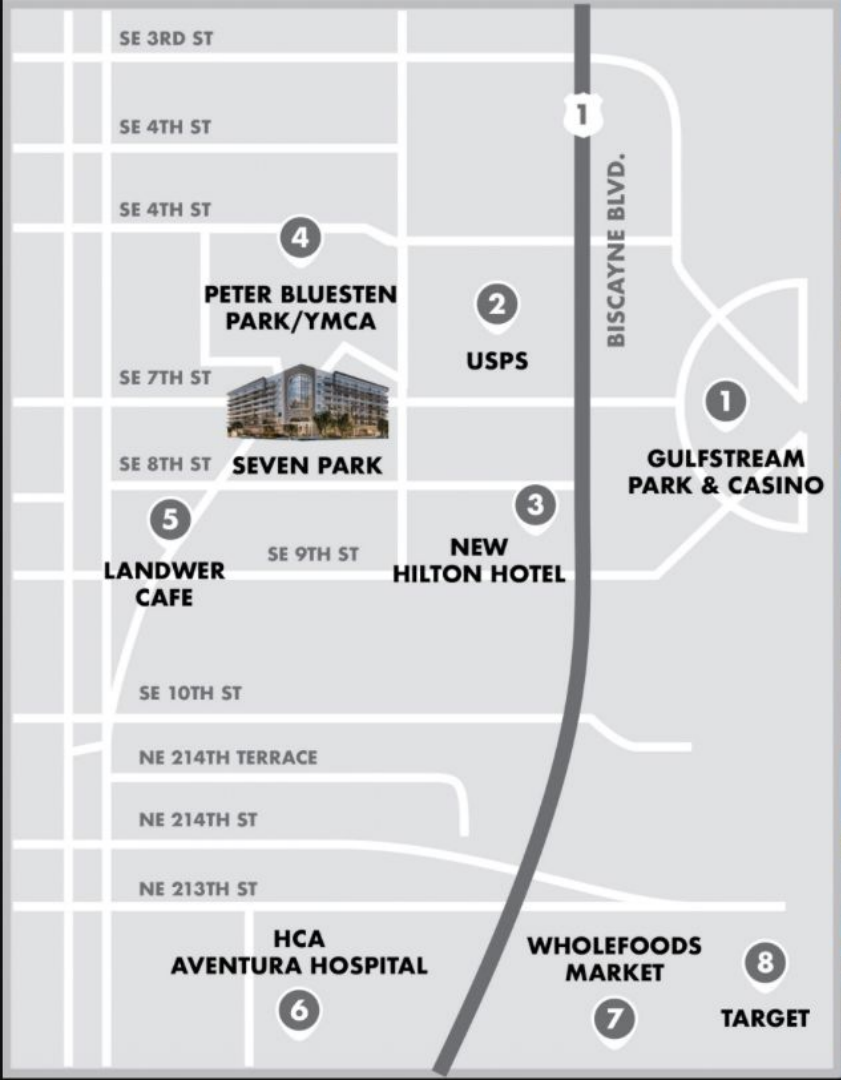 SE 3RD ST
1
SE 4TH ST
BISCAYNE BLVD.
SE 4TH ST
4
PETER BLUESTEN
PARK/YMCA
2
USPS
SE 7TH ST
1
GULFSTREAM
PARK & CASINO
SE 8TH ST
SEVEN PARK
5
LANDWER
CAFE
3
NEW
HILTON HOTEL
SE 9TH ST
SE 10TH ST
NE 214TH TERRACE
NE 214TH ST
NE 213TH ST
HCA
AVENTURA HOSPITAL
6
WHOLEFOODS
MARKET
7
8
TARGET